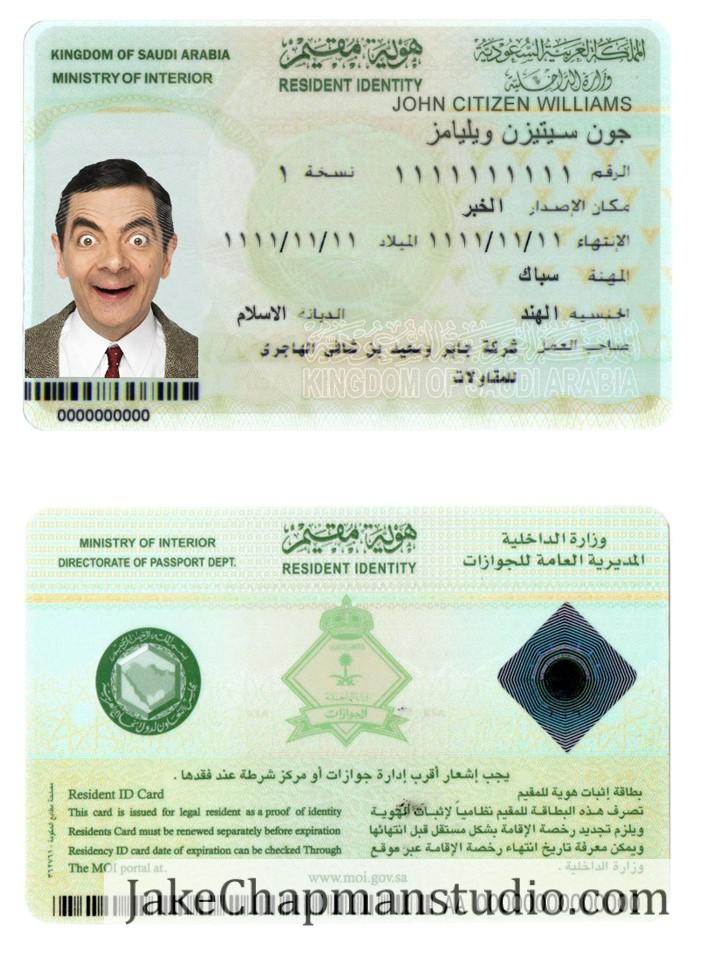 KINGDOM OF SAUDI ARABIA
MINISTRY OF INTERIOR
هوية مقيم
RESIDENT IDENTITY
المملكة العربية السعودية
وزارة الداخلية
JOHN CITIZEN WILLIAMS
جون سيتيزن ويليامز
الرقم ١١١١١١١١١١ نسخة ١
مكان الإصدار الخبر
الإنتهاء ١١١١/١١/١١ الميلاد ١١١١/١١/١١
المهنة سباك
الجنسية الهند الديانة الاسلام
صاحب العمل شركة جابر وسعيد بن شافي الهاجرى
للمقاولات
KINGDOM OF SAUDI ARABIA
0000000000
MINISTRY OF INTERIOR
DIRECTORATE OF PASSPORT DEPT.
هوية مقيم
RESIDENT IDENTITY
وزارة الداخلية
المديرية العامة للجوازات
الجوازات
يجب إشعار أقرب إدارة جوازات أو مركز شرطة عند فقدها .
Resident ID Card
This card is issued for legal resident as a proof of identity
Residents Card must be renewed separately before expiration
Residency ID card date of expiration can be checked Through
The MOI portal at.
بطاقة إثبات هوية للمقيم
تصرف هذه البطاقة للمقيم نظامياً لإثبات الهوية
ويلزم تجديد رخصة الإقامة بشكل مستقل قبل انتهائها
ويمكن معرفة تاريخ انتهاء رخصة الإقامة عبر موقع
وزارة الداخلية .
www.moi.gov.sa
JakeChapmanstudio.com